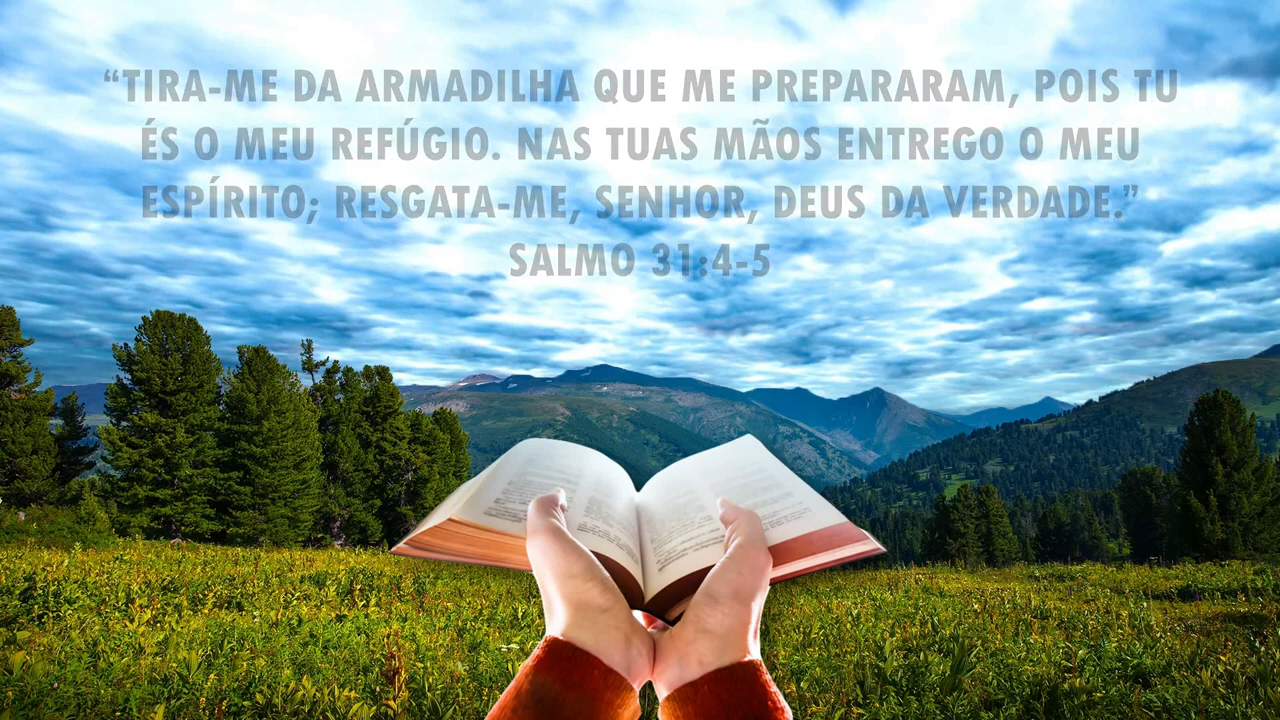 “TIRA-ME DA ARMADILHA QUE ME PREPARARAM, POIS TU
ÉS O MEU REFÚGIO. NAS TUAS MÃOS ENTREGO O MEU
ESPÍRITO; RESGATA-ME, SENHOR, DEUS DA VERDADE.”
SALMO 31:4-5